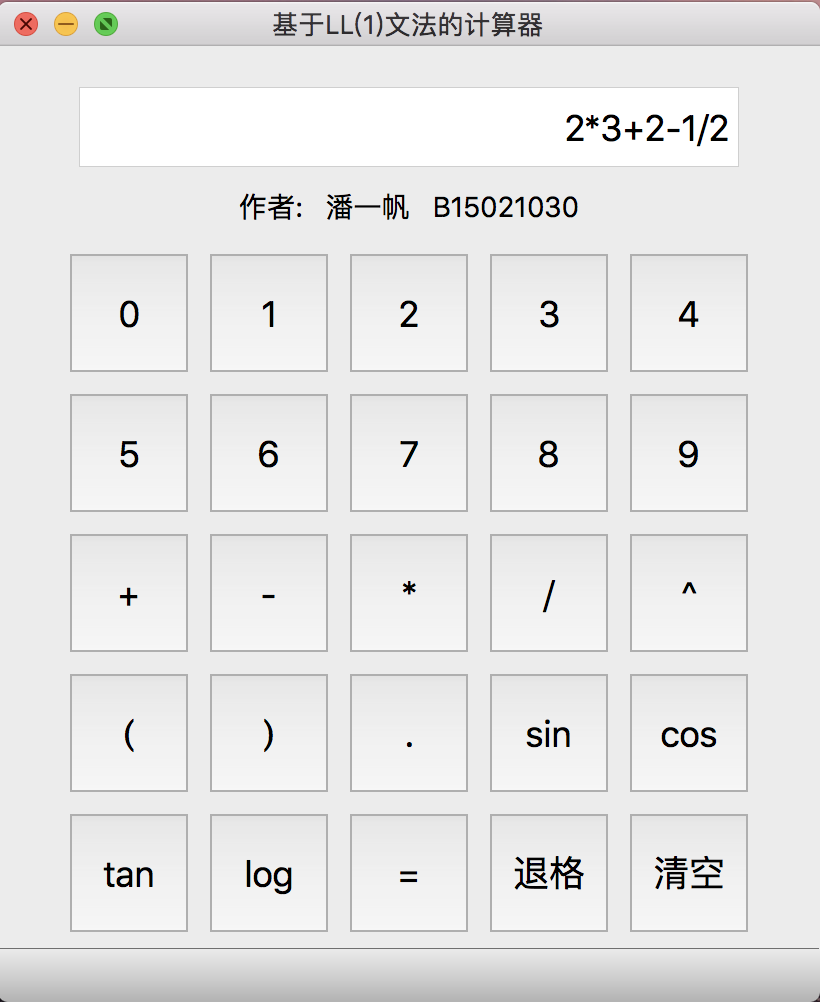 基于LL(1)文法的计算器
2*3+2-1/2
作者: 潘一帆 B15021030
0 1 2 3 4
5 6 7 8 9
+ - * / ^
( ) . sin cos
tan log = 退格 清空